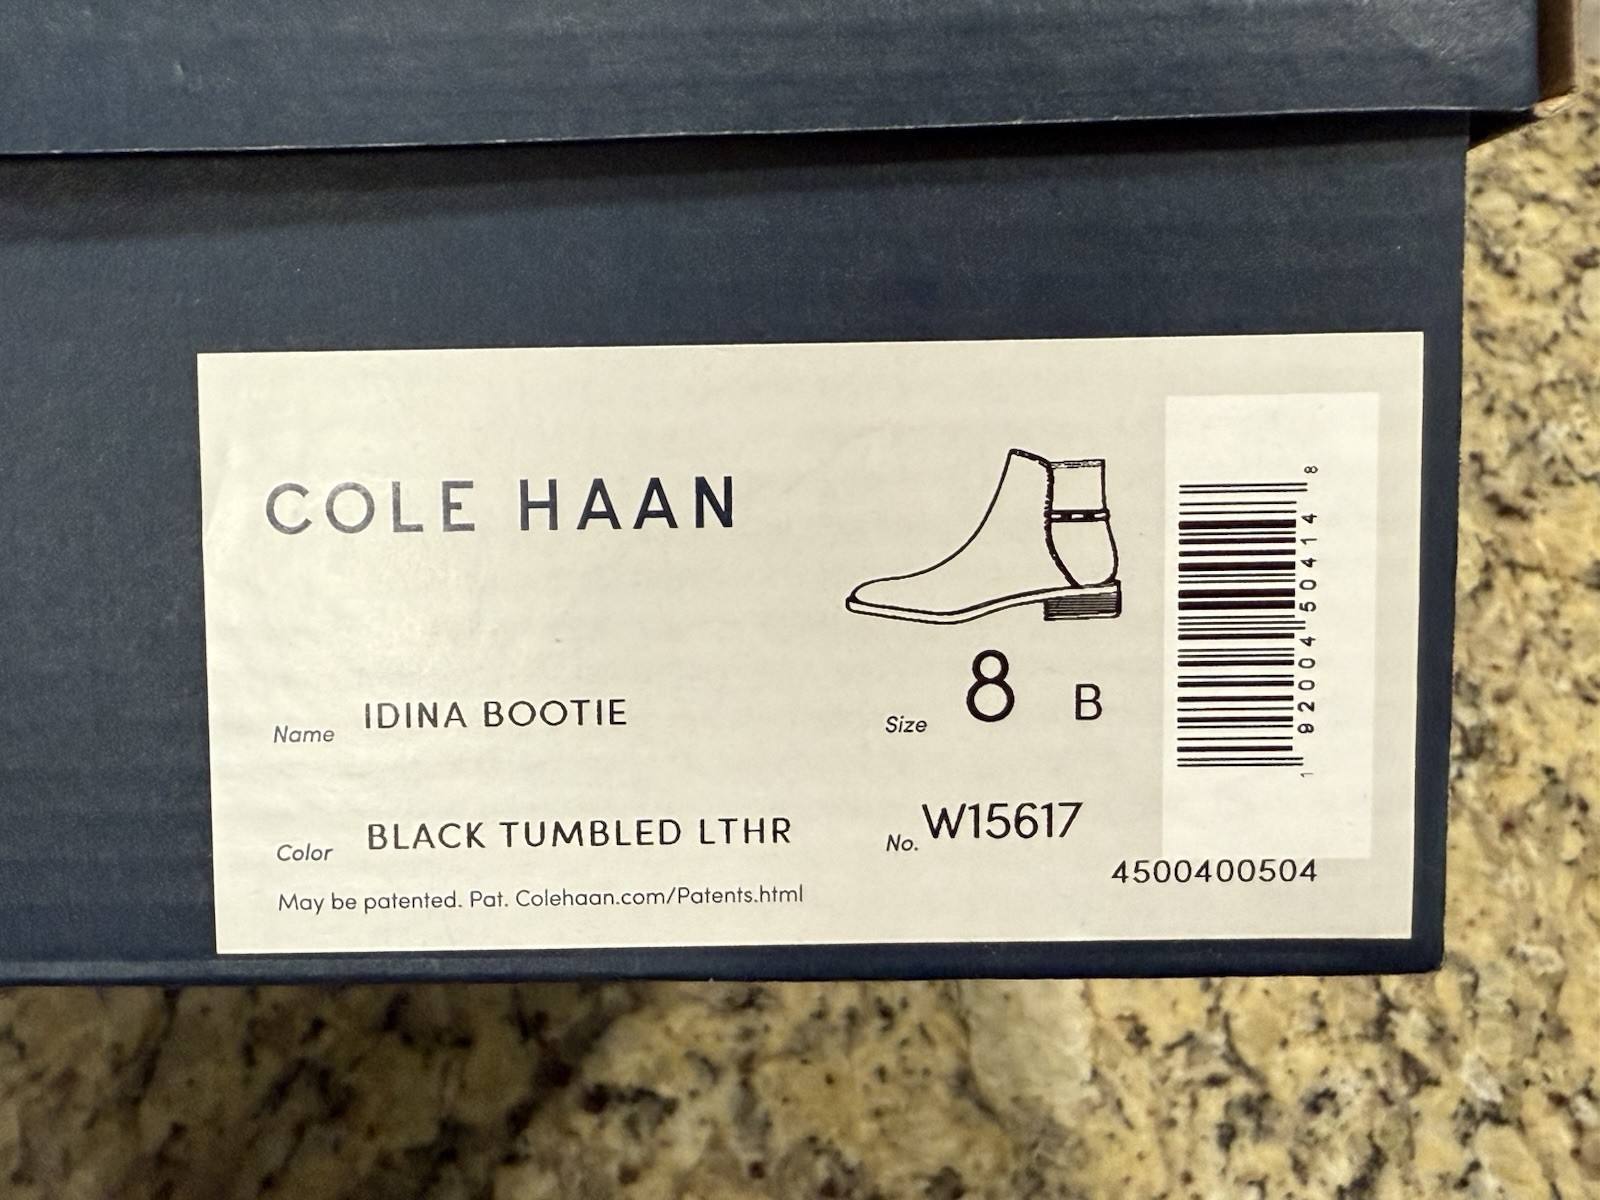 COLE HAAN
Name IDINA BOOTIE
Size 8 B
Color BLACK TUMBLED LTHR
No. W15617
4500400504
May be patented. Pat. Colehaan.com/Patents.html
1 92004 50414 8